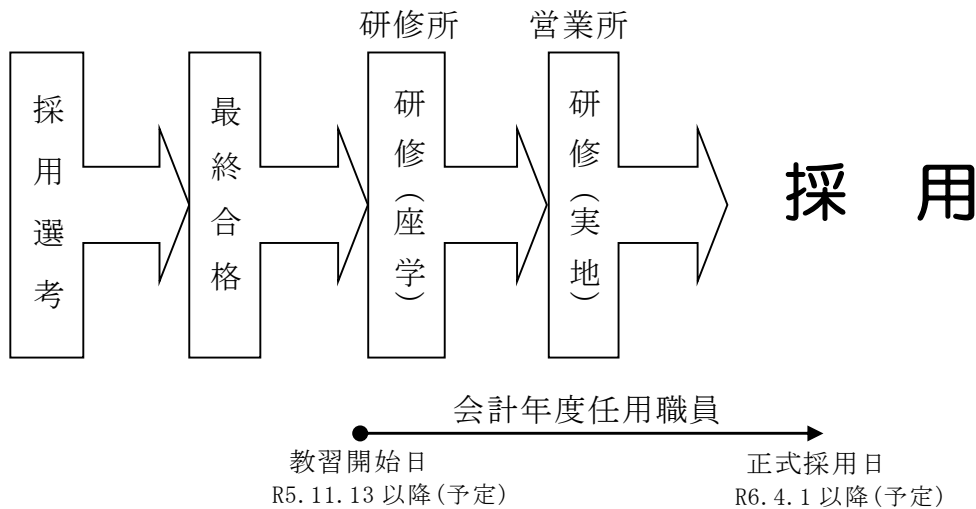 研修所
営業所
採用選考
最終合格
研修(座学)
研修(実地)
採 用
会計年度任用職員
教習開始日
R5.11.13以降(予定)
正式採用日
R6.4.1以降(予定)